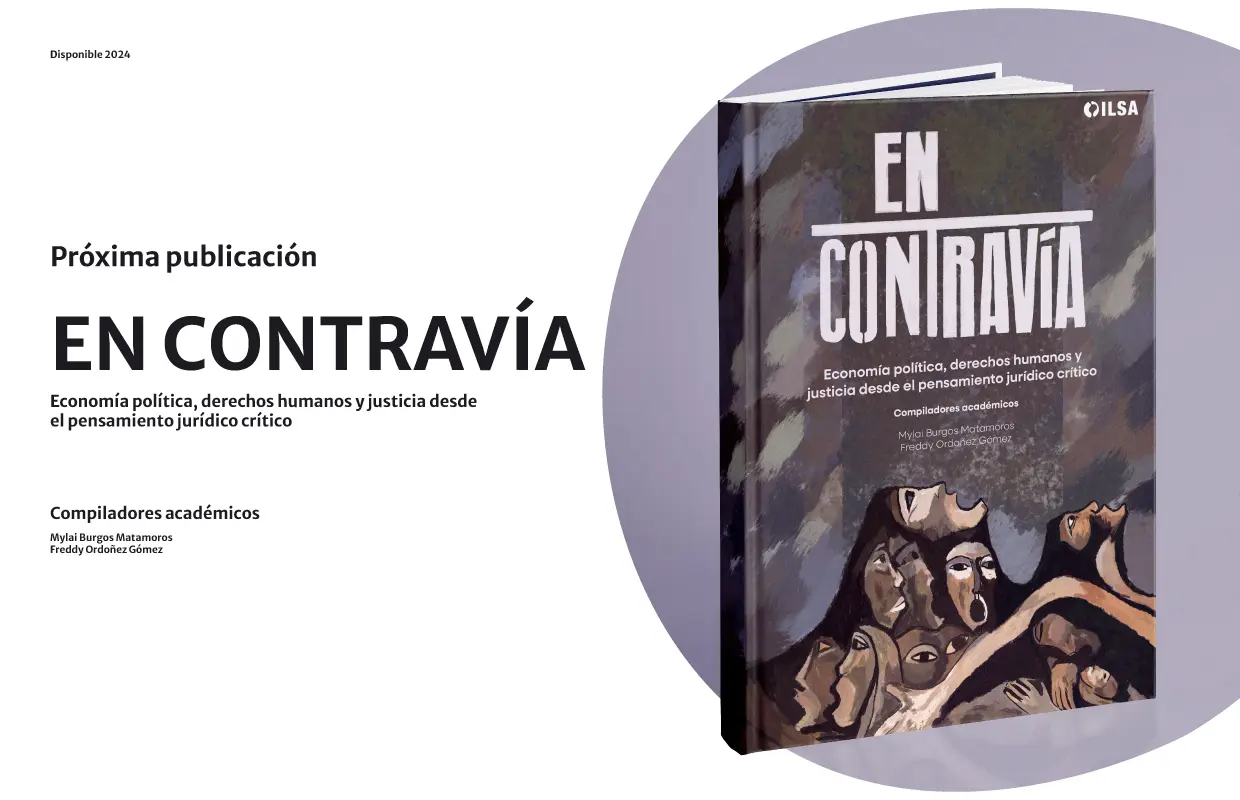 Disponible 2024
Próxima publicación
EN CONTRAVÍA
Economía política, derechos humanos y justicia desde
el pensamiento jurídico crítico
Compiladores académicos
Mylai Burgos Matamoros
Freddy Ordoñez Gómez
ILSA
EN
CONTRAVÍA
Economía política, derechos humanos y
justicia desde el pensamiento jurídico crítico
Compiladores académicos
Mylai Burgos Matamoros
Freddy Ordoñez Gómez